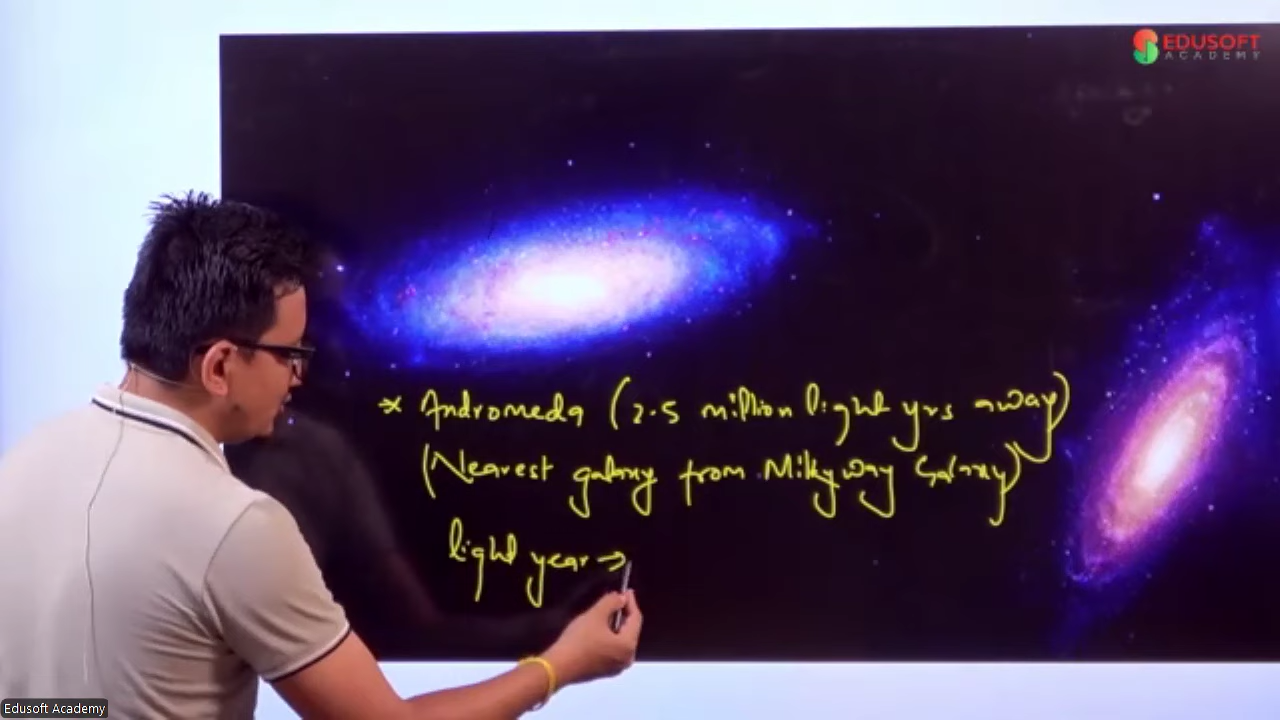 EDUSOFT
ACADEMY
* Andromeda (2.5 million light yrs away)
(Nearest galaxy from Milky way Galaxy)
light year →
Edusoft Academy